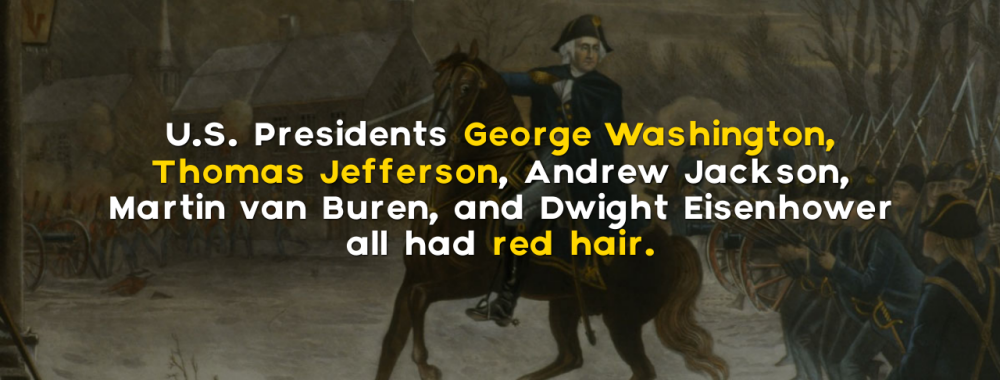 U.S. Presidents George Washington,
Thomas Jefferson, Andrew Jackson,
Martin van Buren, and Dwight Eisenhower
all had red hair.